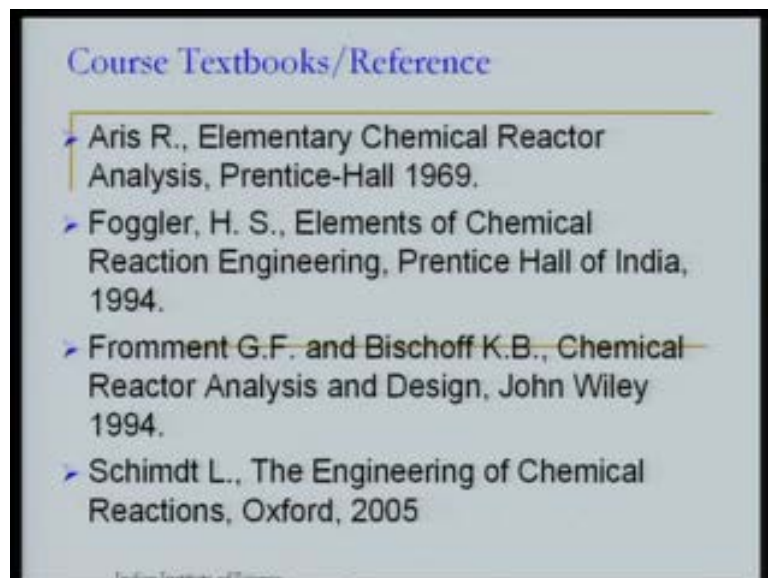 Course Textbooks/Reference
Aris R., Elementary Chemical Reactor
Analysis, Prentice-Hall 1969.
Foggler, H. S., Elements of Chemical
Reaction Engineering, Prentice Hall of India,
1994.
Fromment G.F. and Bischoff K.B., Chemical
Reactor Analysis and Design, John Wiley
1994.
Schimdt L., The Engineering of Chemical
Reactions, Oxford, 2005